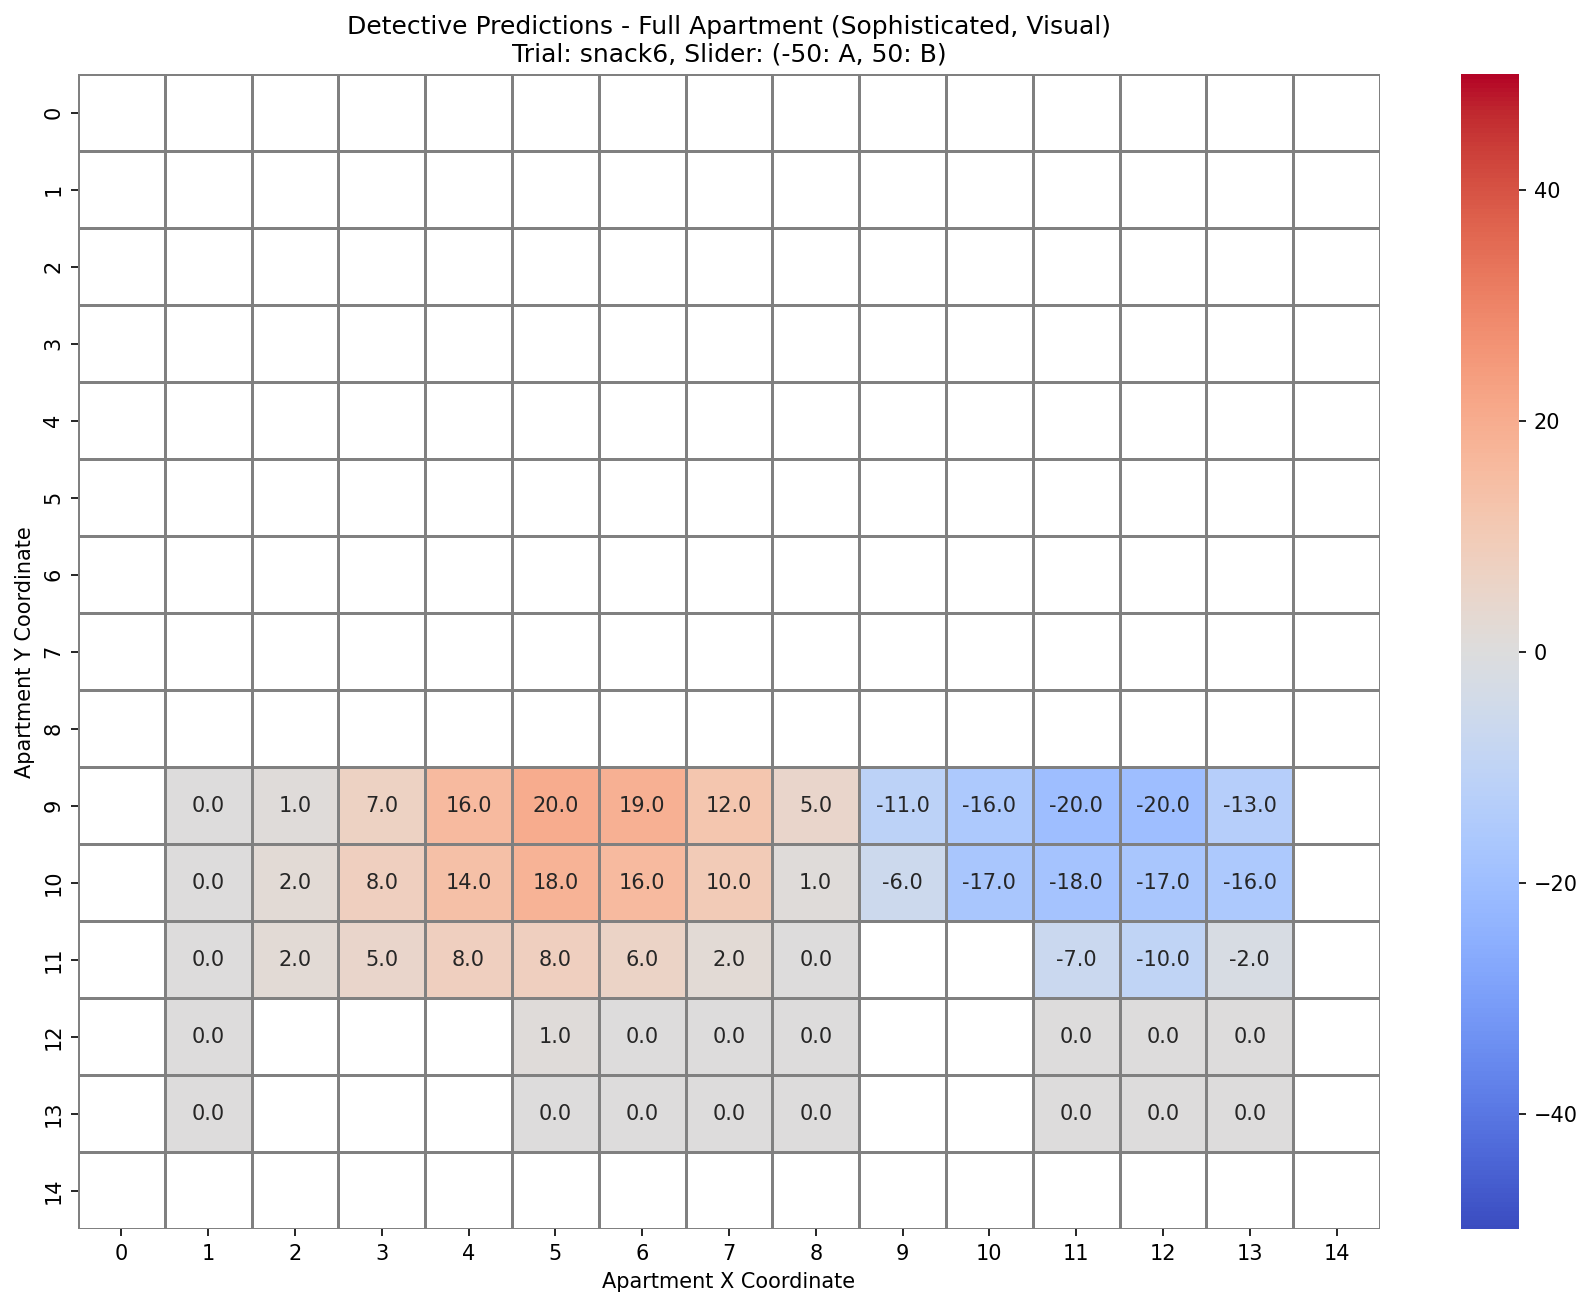 Detective Predictions - Full Apartment (Sophisticated, Visual)
Trial: snack6, Slider: (-50: A, 50: B)
Apartment Y Coordinate
0
1
2
3
4
5
6
7
8
9 0.0 1.0 7.0 16.0 20.0 19.0 12.0 5.0 -11.0 -16.0 -20.0 -20.0 -13.0
10 0.0 2.0 8.0 14.0 18.0 16.0 10.0 1.0 -6.0 -17.0 -18.0 -17.0 -16.0
11 0.0 2.0 5.0 8.0 8.0 6.0 2.0 0.0 -7.0 -10.0 -2.0
12 0.0 1.0 0.0 0.0 0.0 0.0 0.0 0.0
13 0.0 0.0 0.0 0.0 0.0 0.0 0.0 0.0
14
0 1 2 3 4 5 6 7 8 9 10 11 12 13 14
Apartment X Coordinate
40
20
0
−20
−40